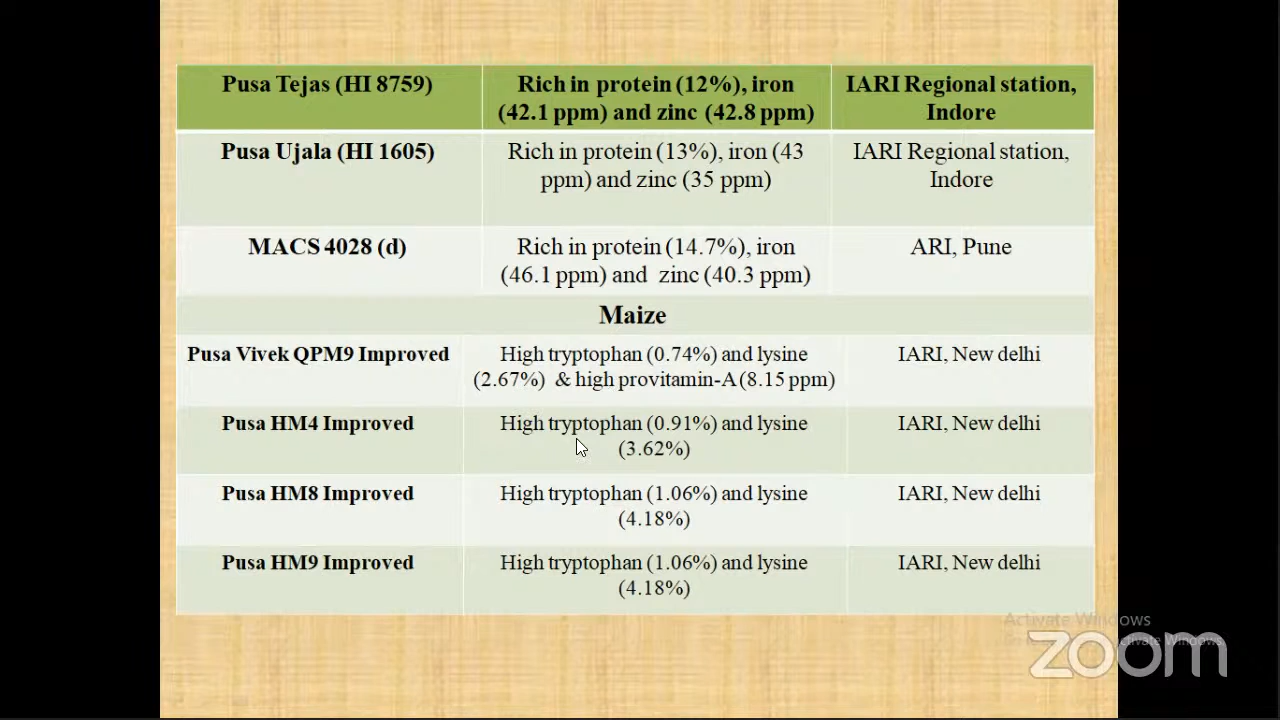 Pusa Tejas (HI 8759)
Rich in protein (12%), iron
(42.1 ppm) and zinc (42.8 ppm)
IARI Regional station,
Indore
Pusa Ujala (HI 1605)
Rich in protein (13%), iron (43
ppm) and zinc (35 ppm)
IARI Regional station,
Indore
MACS 4028 (d)
Rich in protein (14.7%), iron
(46.1 ppm) and zinc (40.3 ppm)
ARI, Pune
Maize
Pusa Vivek QPM9 Improved
High tryptophan (0.74%) and lysine
(2.67%) & high provitamin-A (8.15 ppm)
IARI, New delhi
Pusa HM4 Improved
High tryptophan (0.91%) and lysine
(3.62%)
IARI, New delhi
Pusa HM8 Improved
High tryptophan (1.06%) and lysine
(4.18%)
IARI, New delhi
Pusa HM9 Improved
High tryptophan (1.06%) and lysine
(4.18%)
IARI, New delhi
Activate Windows
Activate Windows.
zoom